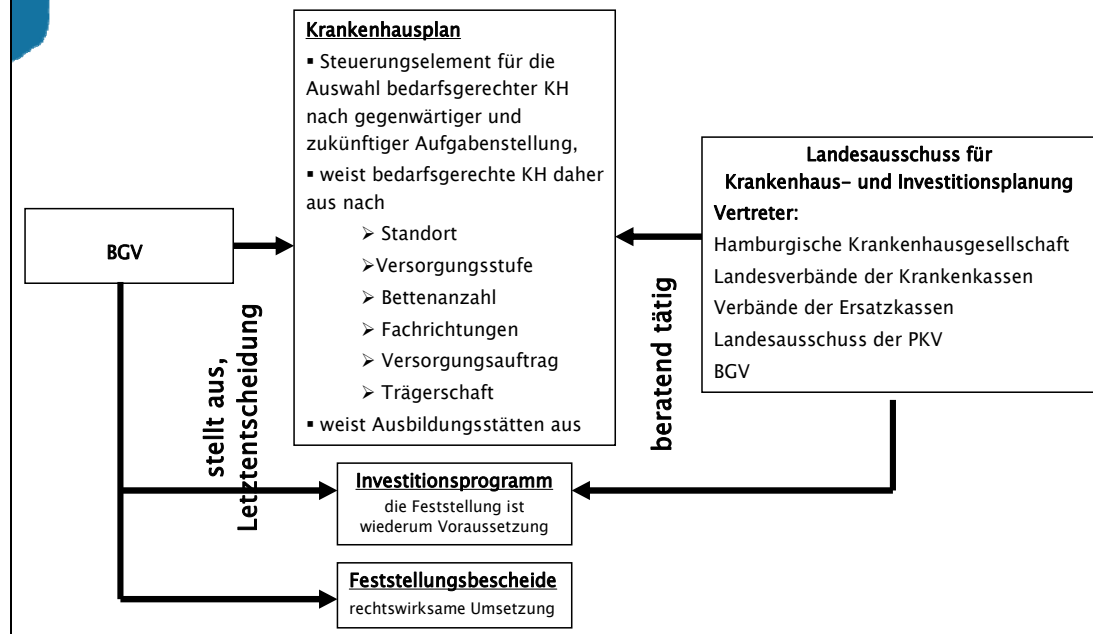 Krankenhausplan
▪ Steuerungselement für die
Auswahl bedarfsgerechter KH
nach gegenwärtiger und
zukünftiger Aufgabenstellung,
▪ weist bedarfsgerechte KH daher
aus nach
➢ Standort
➢Versorgungsstufe
➢ Bettenanzahl
➢ Fachrichtungen
➢ Versorgungsauftrag
➢ Trägerschaft
▪ weist Ausbildungsstätten aus
BGV
stellt aus,
Letztentscheidung
beratend tätig
Landesausschuss für
Krankenhaus- und Investitionsplanung
Vertreter:
Hamburgische Krankenhausgesellschaft
Landesverbände der Krankenkassen
Verbände der Ersatzkassen
Landesausschuss der PKV
BGV
Investitionsprogramm
die Feststellung ist
wiederum Voraussetzung
Feststellungsbescheide
rechtswirksame Umsetzung